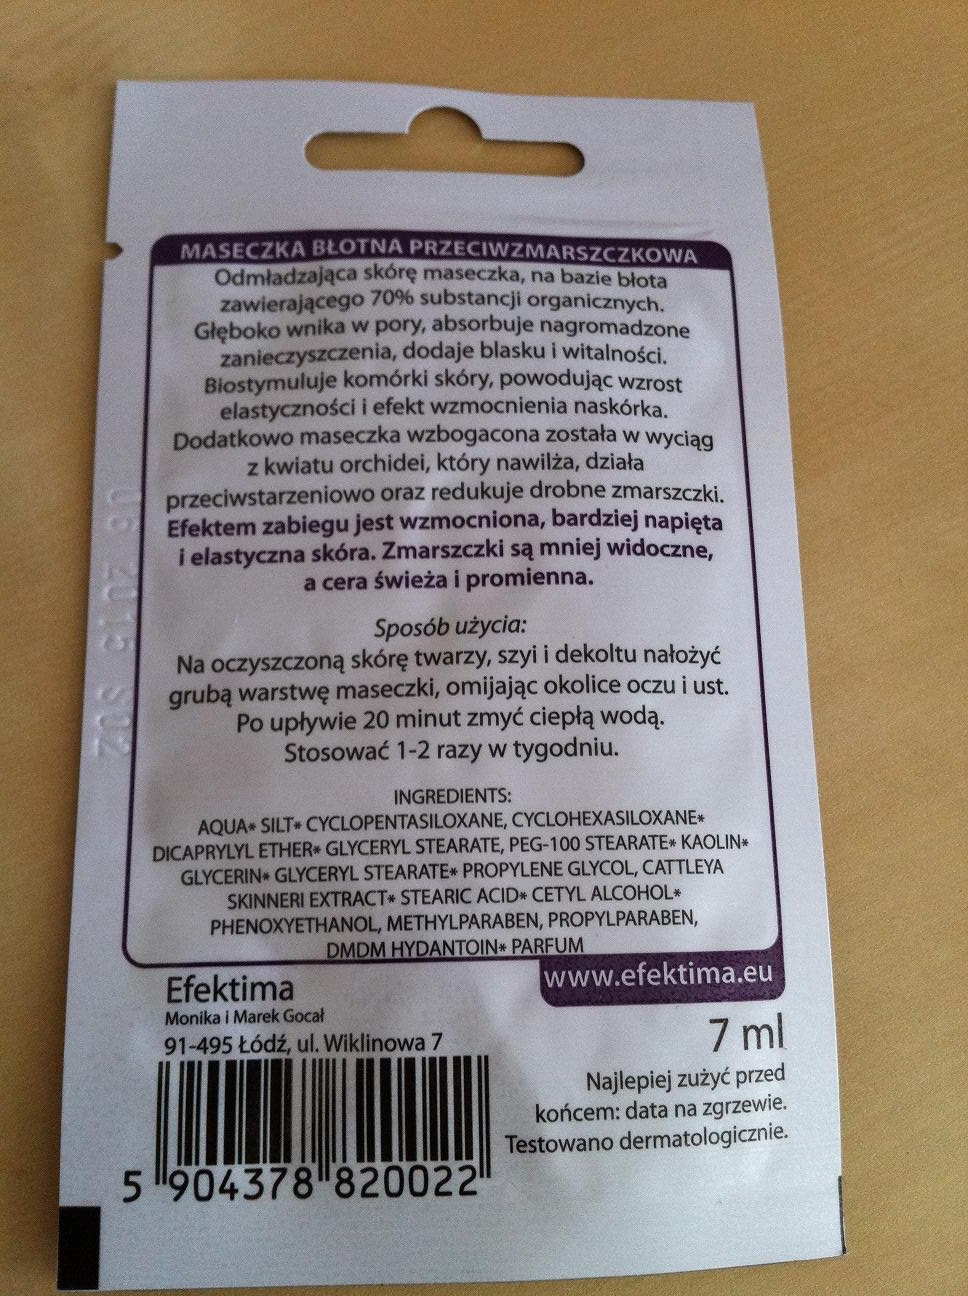 MASECZKA BŁOTNA PRZECIWZMARSZCZKOWA
Odmładzająca skórę maseczka, na bazie błota
zawierającego 70% substancji organicznych.
Głęboko wnika w pory, absorbuje nagromadzone
zanieczyszczenia, dodaje blasku i witalności.
Biostymuluje komórki skóry, powodując wzrost
elastyczności i efekt wzmocnienia naskórka.
Dodatkowo maseczka wzbogacona została w wyciąg
z kwiatu orchidei, który nawilża, działa
przeciwstarzeniowo oraz redukuje drobne zmarszczki.
Efektem zabiegu jest wzmocniona, bardziej napięta
i elastyczna skóra. Zmarszczki są mniej widoczne,
a cera świeża i promienna.
Sposób użycia:
Na oczyszczoną skórę twarzy, szyi i dekoltu nałożyć
grubą warstwę maseczki, omijając okolice oczu i ust.
Po upływie 20 minut zmyć ciepłą wodą.
Stosować 1-2 razy w tygodniu.
INGREDIENTS:
AQUA* SILT* CYCLOPENTASILOXANE, CYCLOHEXASILOXANE*
DICAPRYLYL ETHER* GLYCERYL STEARATE, PEG-100 STEARATE* KAOLIN*
GLYCERIN* GLYCERYL STEARATE* PROPYLENE GLYCOL, CATTLEYA
SKINNERI EXTRACT* STEARIC ACID* CETYL ALCOHOL*
PHENOXYETHANOL, METHYLPARABEN, PROPYLPARABEN,
DMDM HYDANTOIN* PARFUM
www.efektima.eu
Efektima
Monika i Marek Gocał
91-495 Łódź, ul. Wiklinowa 7
7 ml
Najlepiej zużyć przed
końcem: data na zgrzewie.
Testowano dermatologicznie.
5 904378 820022
06 2015 S02